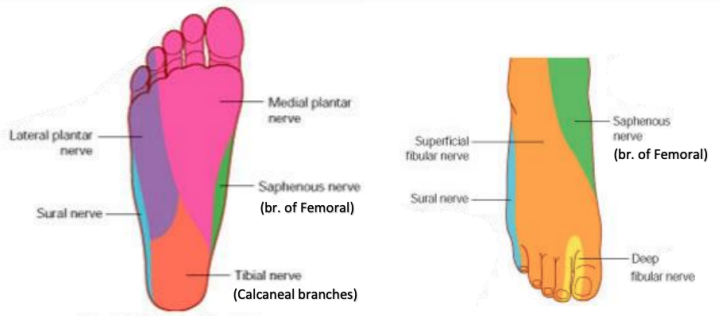 Medial plantar
nerve
Lateral plantar
nerve
Saphenous nerve
(br. of Femoral)
Sural nerve
Tibial nerve
(Calcaneal branches)
Saphenous
nerve
(br. of Femoral)
Superficial
fibular nerve
Sural nerve
Deep
fibular nerve